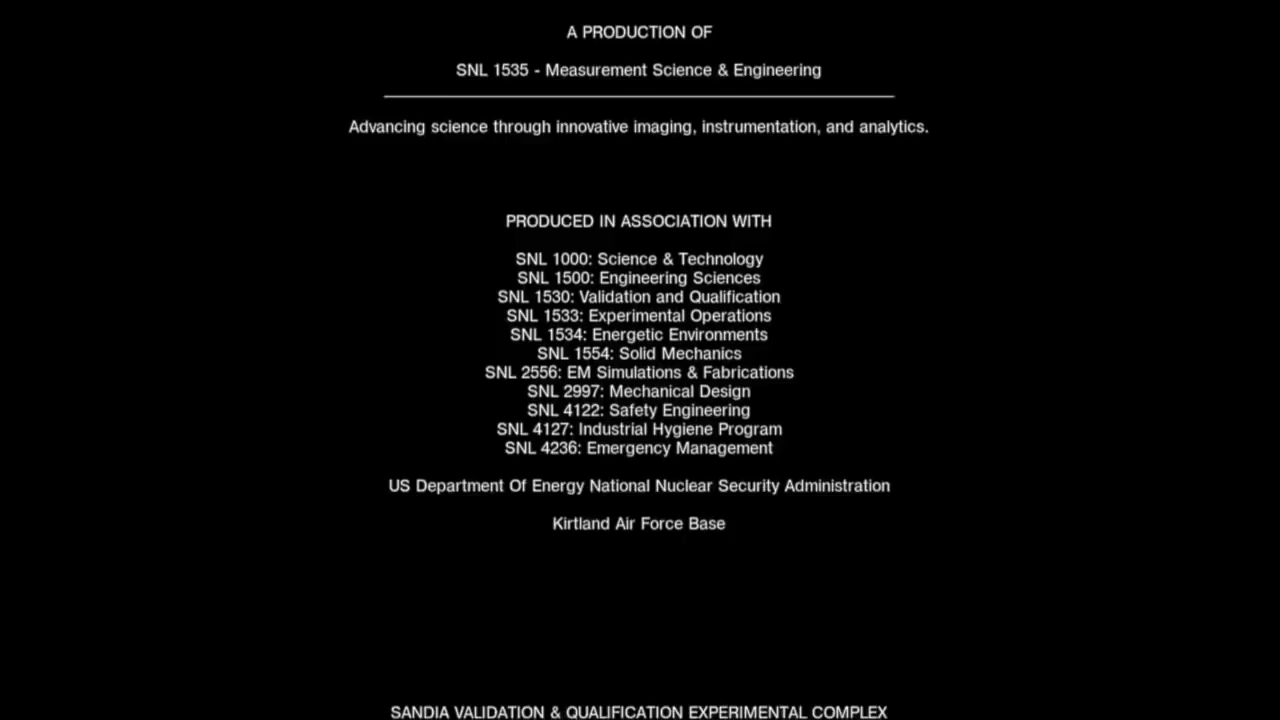 A PRODUCTION OF
SNL 1535 - Measurement Science & Engineering
Advancing science through innovative imaging, instrumentation, and analytics.
PRODUCED IN ASSOCIATION WITH
SNL 1000: Science & Technology
SNL 1500: Engineering Sciences
SNL 1530: Validation and Qualification
SNL 1533: Experimental Operations
SNL 1534: Energetic Environments
SNL 1554: Solid Mechanics
SNL 2556: EM Simulations & Fabrications
SNL 2997: Mechanical Design
SNL 4122: Safety Engineering
SNL 4127: Industrial Hygiene Program
SNL 4236: Emergency Management
US Department Of Energy National Nuclear Security Administration
Kirtland Air Force Base
SANDIA VALIDATION & QUALIFICATION EXPERIMENTAL COMPLEX